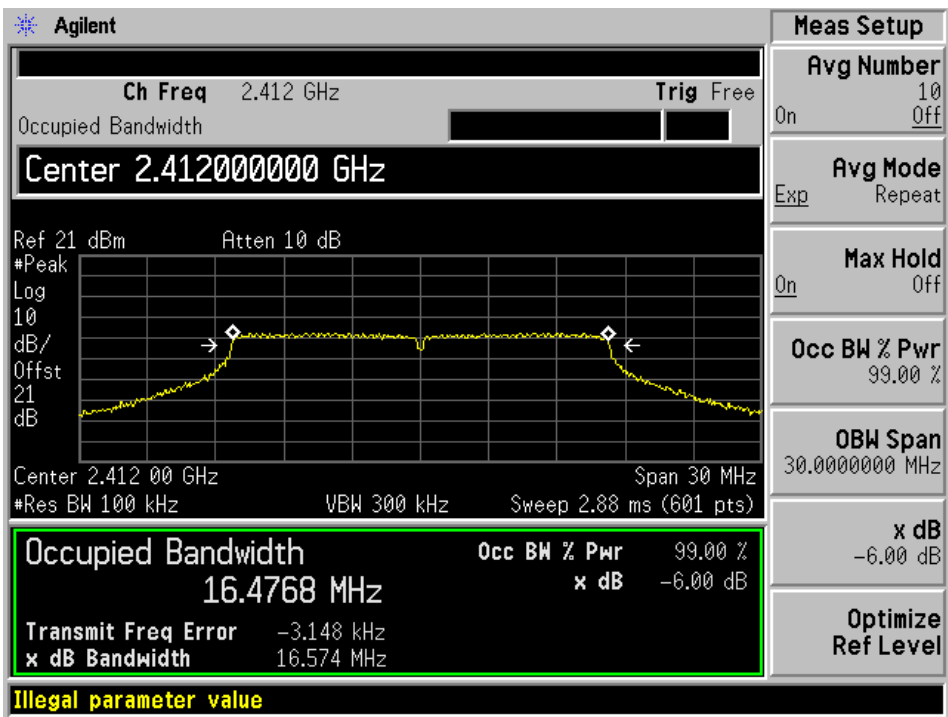 Agilent
Ch Freq 2.412 GHz Trig Free
Occupied Bandwidth
Center 2.412000000 GHz
Ref 21 dBm Atten 10 dB
#Peak
Log
10
dB/
Offst
21
dB
Center 2.412 00 GHz Span 30 MHz
#Res BW 100 kHz VBW 300 kHz Sweep 2.88 ms (601 pts)
Occupied Bandwidth Occ BW % Pwr 99.00 %
16.4768 MHz x dB -6.00 dB
Transmit Freq Error -3.148 kHz
x dB Bandwidth 16.574 MHz
Illegal parameter value
Meas Setup
Avg Number
10
On Off
Avg Mode
Exp Repeat
Max Hold
On Off
Occ BW % Pwr
99.00 %
OBW Span
30.0000000 MHz
x dB
-6.00 dB
Optimize
Ref Level